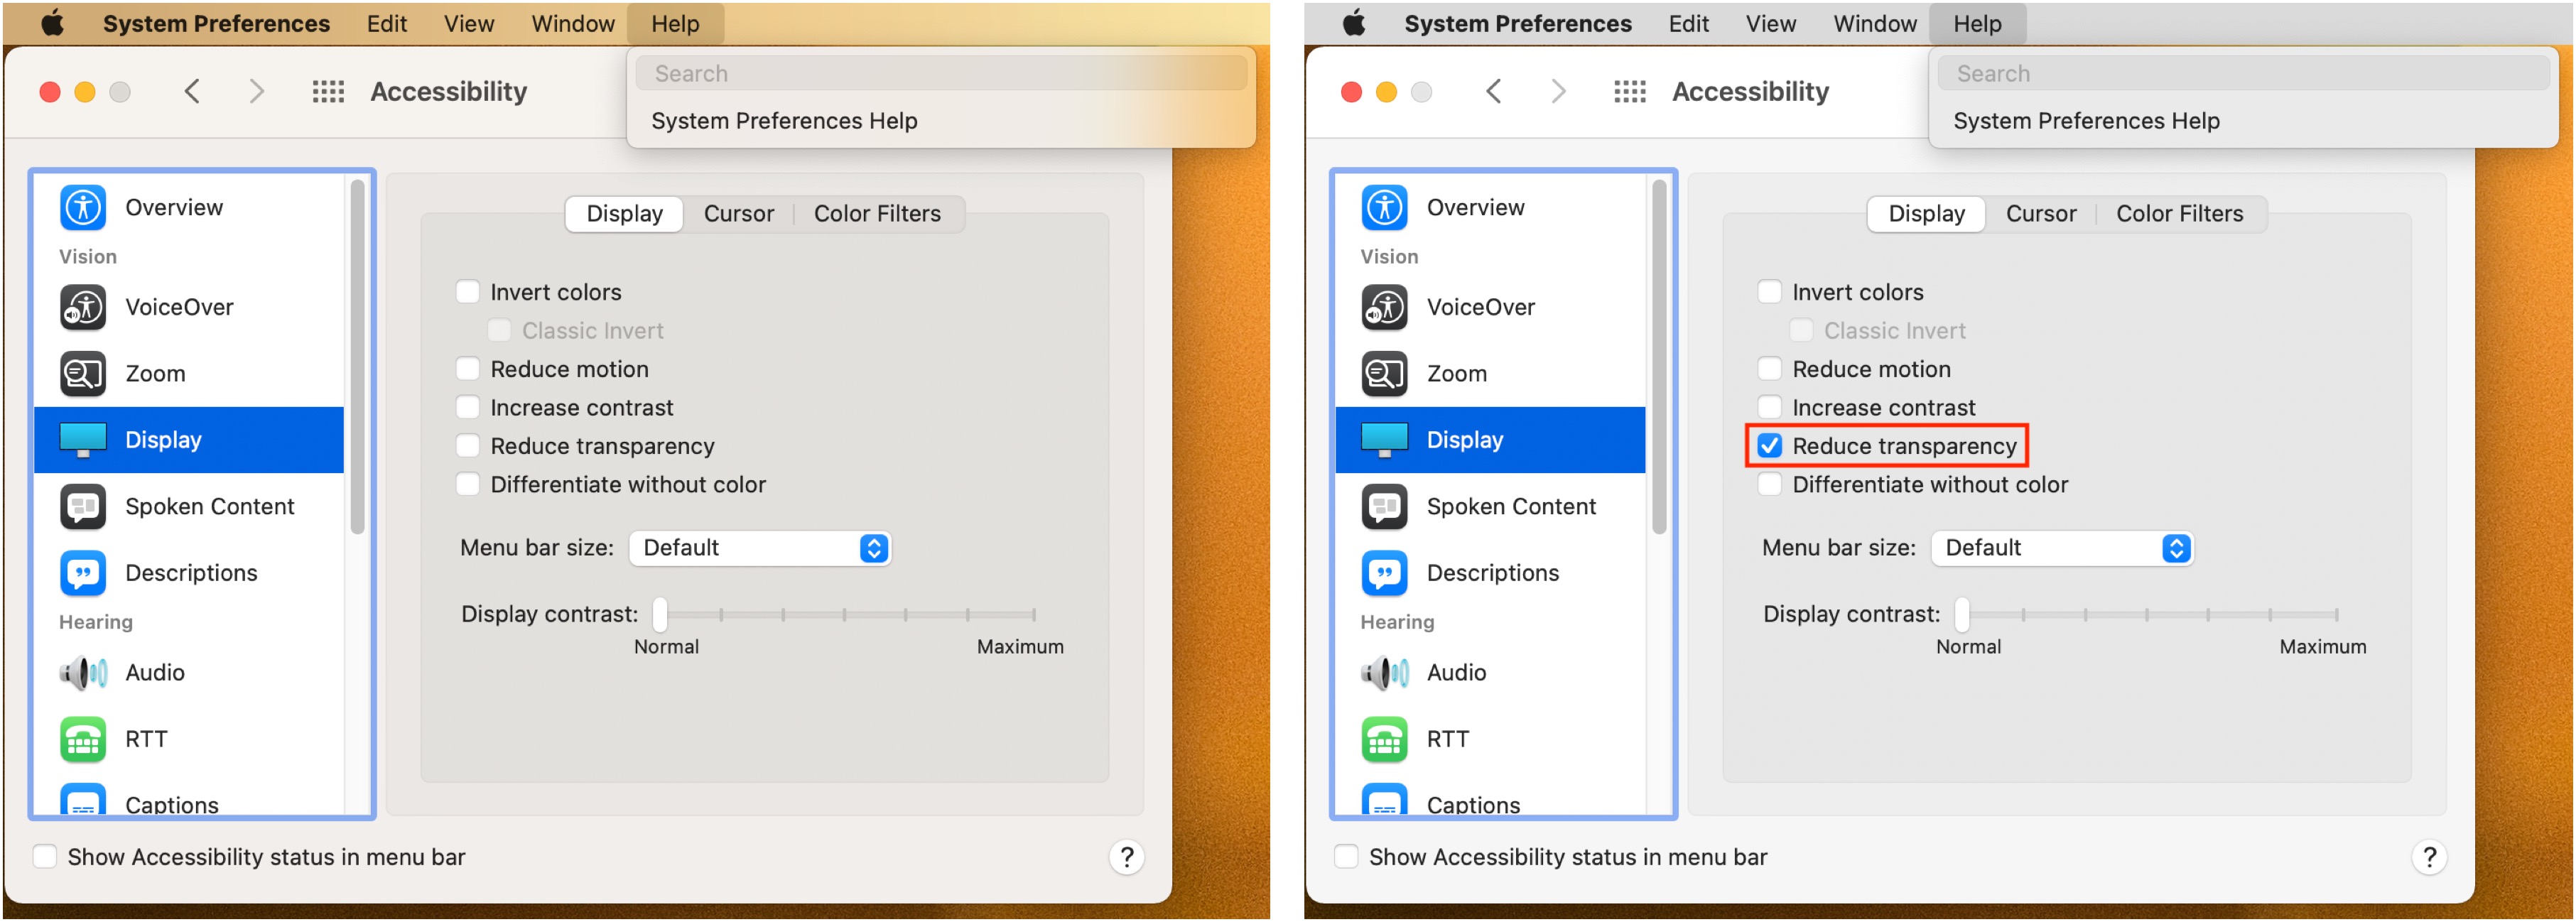 System Preferences Edit View Window Help
Search
System Preferences Help
Accessibility
Overview
Vision
VoiceOver
Zoom
Display
Spoken Content
Descriptions
Hearing
Audio
RTT
Captions
Display Cursor Color Filters
Invert colors
Classic Invert
Reduce motion
Increase contrast
Reduce transparency
Differentiate without color
Menu bar size: Default
Display contrast:
Normal Maximum
Show Accessibility status in menu bar ?
System Preferences Edit View Window Help
Search
System Preferences Help
Accessibility
Overview
Vision
VoiceOver
Zoom
Display
Spoken Content
Descriptions
Hearing
Audio
RTT
Captions
Display Cursor Color Filters
Invert colors
Classic Invert
Reduce motion
Increase contrast
Reduce transparency
Differentiate without color
Menu bar size: Default
Display contrast:
Normal Maximum
Show Accessibility status in menu bar ?